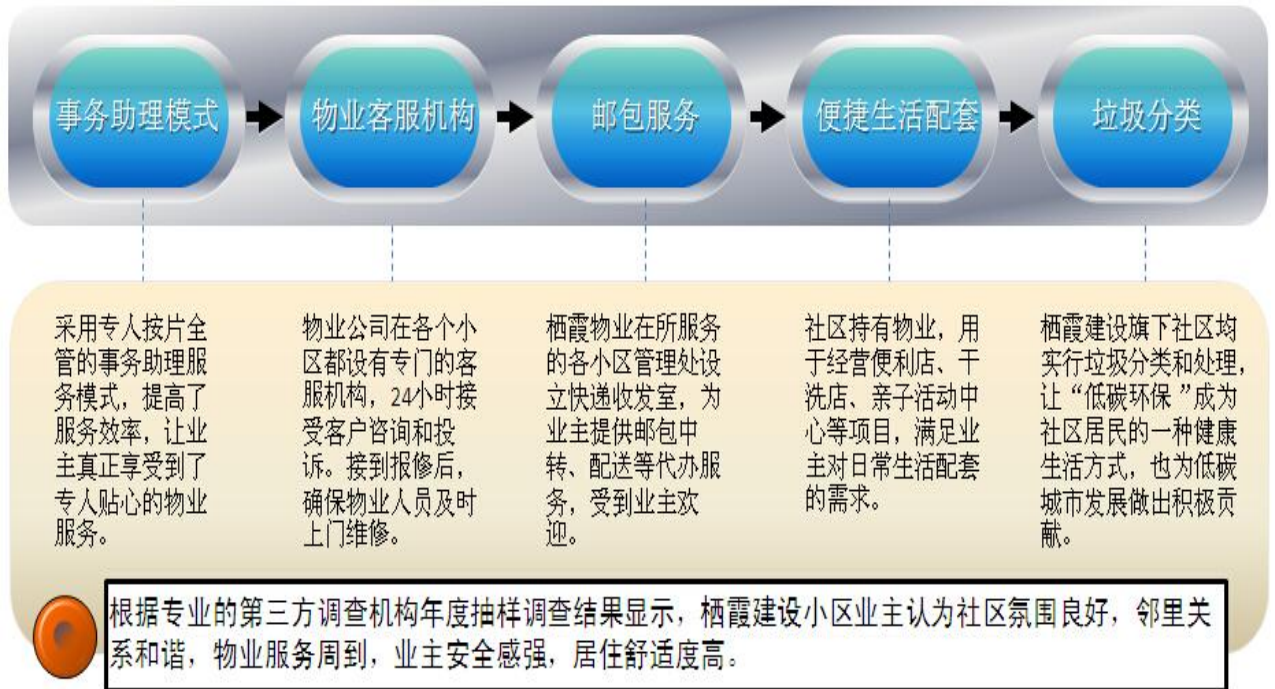 事务助理模式
物业客服机构
邮包服务
便捷生活配套
垃圾分类
采用专人按片全
管的事务助理服
务模式，提高了
服务效率，让业
主真正享受到了
专人贴心的物业
服务。
物业公司在各个小
区都设有专门的客
服机构，24小时接
受客户咨询和投
诉。接到报修后，
确保物业人员及时
上门维修。
栖霞物业在所服务
的各小区管理处设
立快递收发室，为
业主提供邮包中
转、配送等代办服
务，受到业主欢
迎。
社区持有物业，用
于经营便利店、干
洗店、亲子活动中
心等项目，满足业
主对日常生活配套
的需求。
栖霞建设旗下社区均
实行垃圾分类和处理，
让“低碳环保”成为
社区居民的一种健康
生活方式，也为低碳
城市发展做出积极贡
献。
根据专业的第三方调查机构年度抽样调查结果显示，栖霞建设小区业主认为社区氛围良好，邻里关
系和谐，物业服务周到，业主安全感强，居住舒适度高。